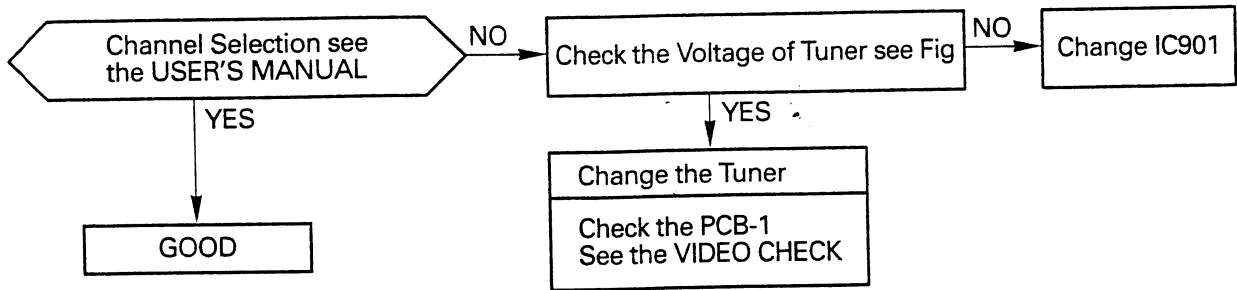 Channel Selection see
the USER'S MANUAL
NO
Check the Voltage of Tuner see Fig
NO
Change IC901
YES
YES
Change the Tuner
Check the PCB-1
See the VIDEO CHECK
GOOD